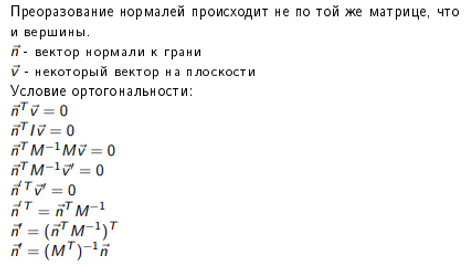 Преоразование нормалей происходит не по той же матрице, что
и вершины.
$\vec{n}$ - вектор нормали к грани
$\vec{v}$ - некоторый вектор на плоскости
Условие ортогональности:
$\vec{n}^T \vec{v} = 0$
$\vec{n}^T I \vec{v} = 0$
$\vec{n}^T M^{-1} M \vec{v} = 0$
$\vec{n}^T M^{-1} \vec{v}' = 0$
$\vec{n}'^T \vec{v}' = 0$
$\vec{n}'^T = \vec{n}^T M^{-1}$
$\vec{n}' = (\vec{n}^T M^{-1})^T$
$\vec{n}' = (M^T)^{-1} \vec{n}$